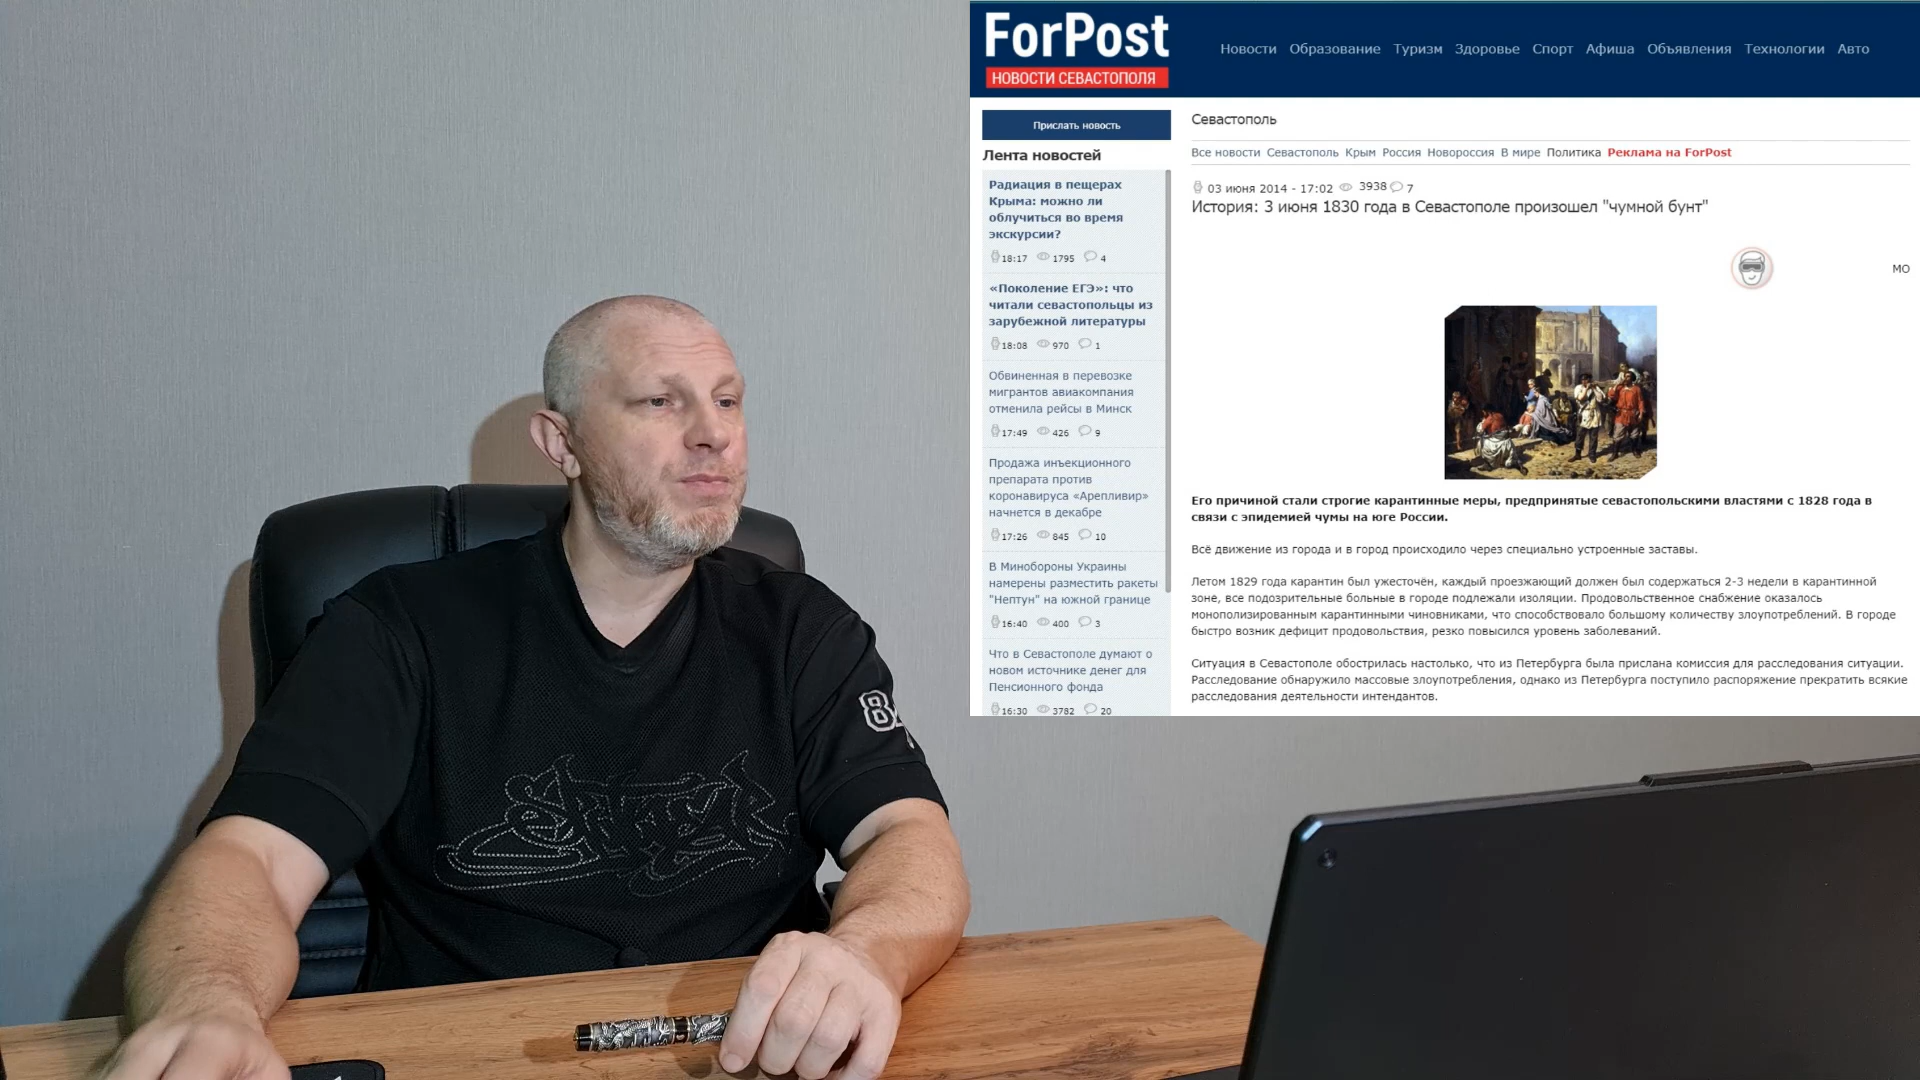 ForPost
НОВОСТИ СЕВАСТОПОЛЯ
Новости Образование Туризм Здоровье Спорт Афиша Объявления Технологии Авто
Прислать новость
Лента новостей
Радиация в пещерах
Крыма: можно ли
облучиться во время
экскурсии?
18:17 1795 4
«Поколение ЕГЭ»: что
читали севастопольцы из
зарубежной литературы
18:08 970 1
Обвиненная в перевозке
мигрантов авиакомпания
отменила рейсы в Минск
17:49 426 9
Продажа инъекционного
препарата против
коронавируса «Арепливир»
начнется в декабре
17:26 845 10
В Минобороны Украины
намерены разместить ракеты
"Нептун" на южной границе
16:40 400 3
Что в Севастополе думают о
новом источнике денег для
Пенсионного фонда
16:30 3782 20
Севастополь
Все новости Севастополь Крым Россия Новороссия В мире Политика Реклама на ForPost
03 июня 2014 - 17:02 3938 7
История: 3 июня 1830 года в Севастополе произошел "чумной бунт"
МО
Его причиной стали строгие карантинные меры, предпринятые севастопольскими властями с 1828 года в
связи с эпидемией чумы на юге России.
Всё движение из города и в город происходило через специально устроенные заставы.
Летом 1829 года карантин был ужесточён, каждый проезжающий должен был содержаться 2-3 недели в карантинной
зоне, все подозрительные больные в городе подлежали изоляции. Продовольственное снабжение оказалось
монополизированным карантинными чиновниками, что способствовало большому количеству злоупотреблений. В городе
быстро возник дефицит продовольствия, резко повысился уровень заболеваний.
Ситуация в Севастополе обострилась настолько, что из Петербурга была прислана комиссия для расследования ситуации.
Расследование обнаружило массовые злоупотребления, однако из Петербурга поступило распоряжение прекратить всякие
расследования деятельности интендантов.